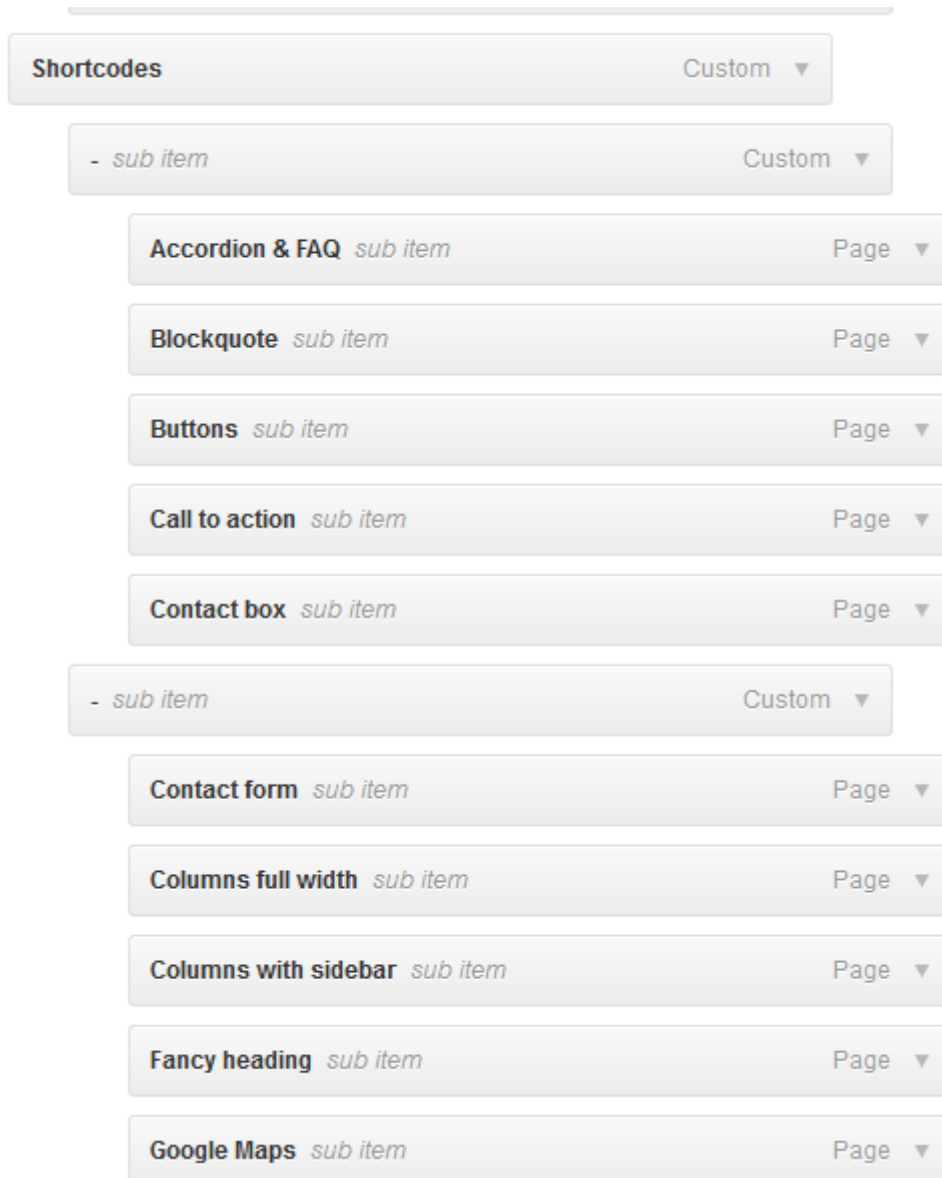 Shortcodes Custom
- sub item Custom
Accordion & FAQ sub item Page
Blockquote sub item Page
Buttons sub item Page
Call to action sub item Page
Contact box sub item Page
- sub item Custom
Contact form sub item Page
Columns full width sub item Page
Columns with sidebar sub item Page
Fancy heading sub item Page
Google Maps sub item Page